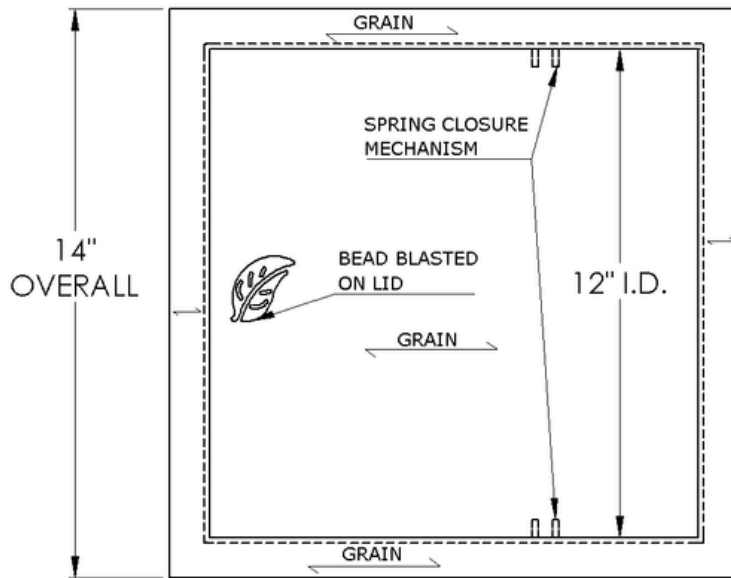 GRAIN
SPRING CLOSURE
MECHANISM
14"
OVERALL
BEAD BLASTED
ON LID
12" I.D.
GRAIN
GRAIN